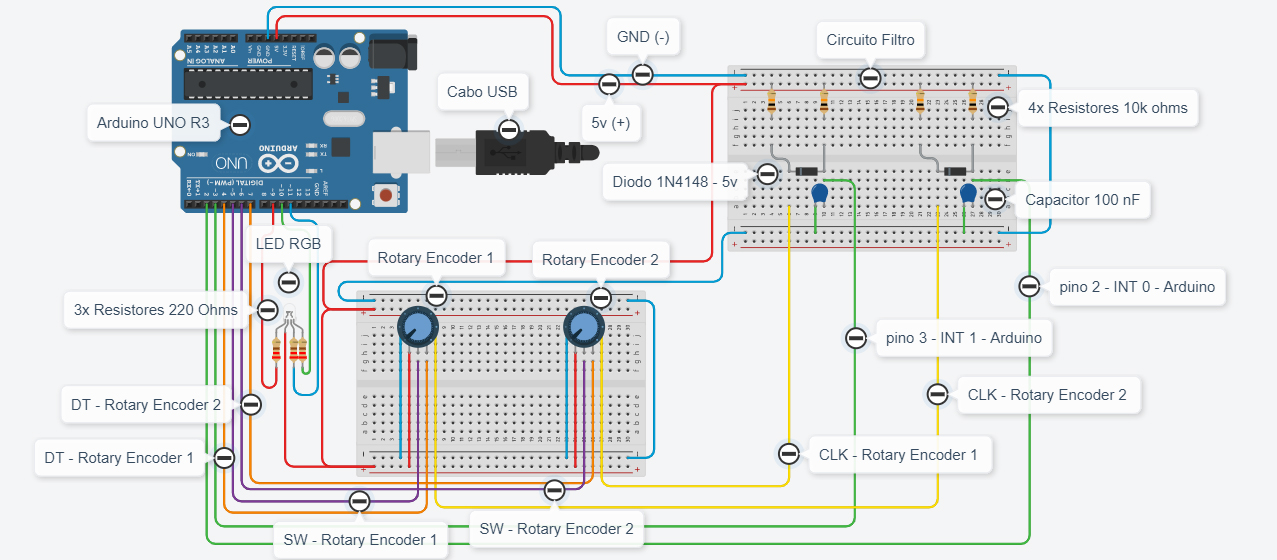 GND (-)
Circuito Filtro
Cabo USB
5v (+)
4x Resistores 10k ohms
Arduino UNO R3
Diodo 1N4148 - 5v
Capacitor 100 nF
LED RGB
Rotary Encoder 1
Rotary Encoder 2
3x Resistores 220 Ohms
pino 2 - INT 0 - Arduino
pino 3 - INT 1 - Arduino
DT - Rotary Encoder 2
CLK - Rotary Encoder 2
DT - Rotary Encoder 1
CLK - Rotary Encoder 1
SW - Rotary Encoder 2
SW - Rotary Encoder 1
ANALOG IN
POWER
ARDUINO
UNO
DIGITAL (PWM~)